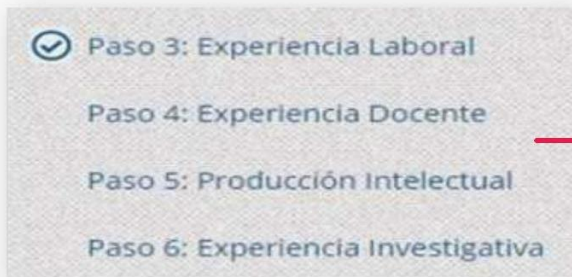 Paso 3: Experiencia Laboral
Paso 4: Experiencia Docente
Paso 5: Producción Intelectual
Paso 6: Experiencia Investigativa